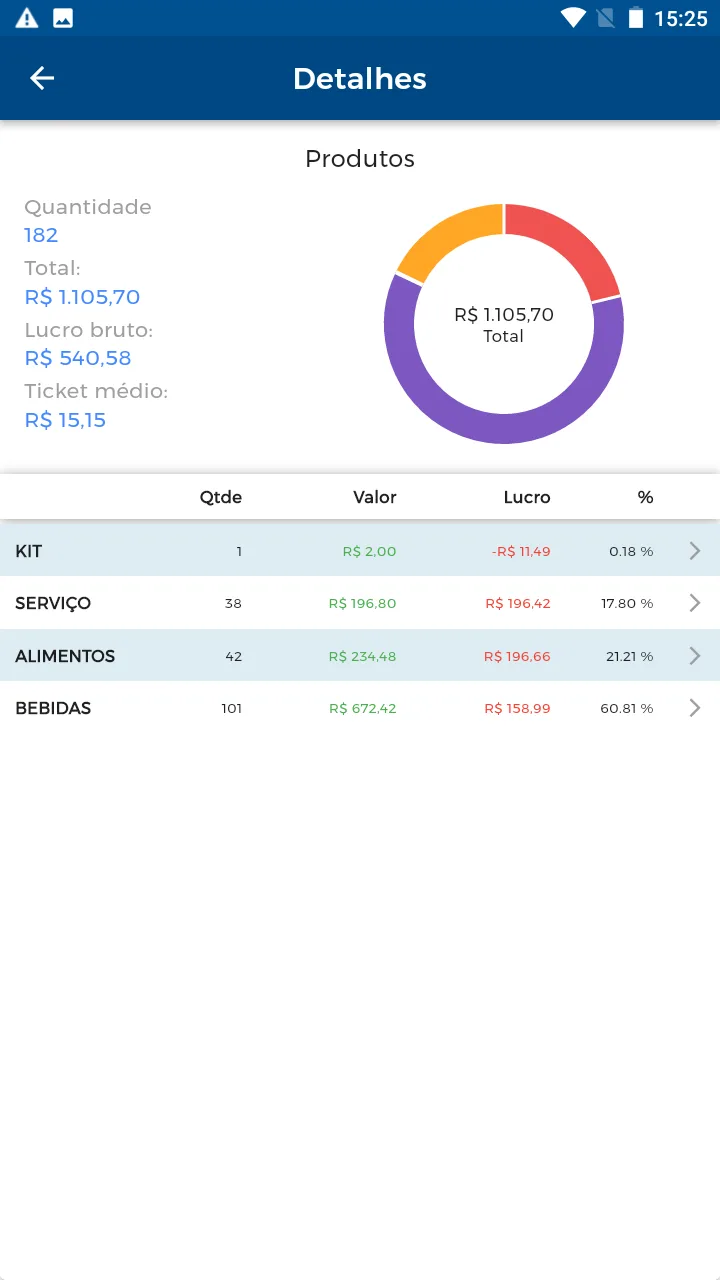 15:25
Detalhes
Produtos
Quantidade
182
Total:
R$ 1.105,70
Lucro bruto:
R$ 540,58
Ticket médio:
R$ 15,15
R$ 1.105,70
Total
Qtde Valor Lucro %
KIT 1 R$ 2,00 -R$ 11,49 0.18 %
SERVIÇO 38 R$ 196,80 R$ 196,42 17.80 %
ALIMENTOS 42 R$ 234,48 R$ 196,66 21.21 %
BEBIDAS 101 R$ 672,42 R$ 158,99 60.81 %